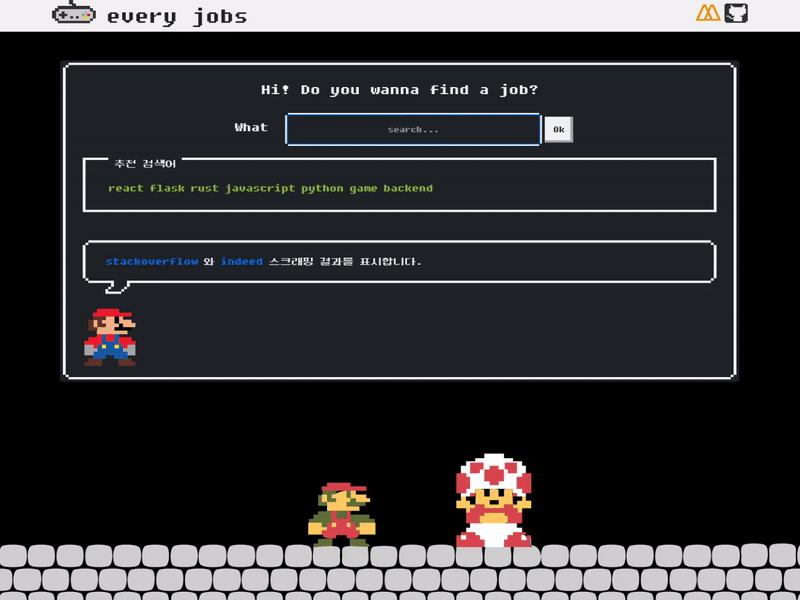 every jobs
Hi! Do you wanna find a job?
What search... Ok
추천 검색어
react flask rust javascript python game backend
stackoverflow 와 indeed 스크래핑 결과를 표시합니다.